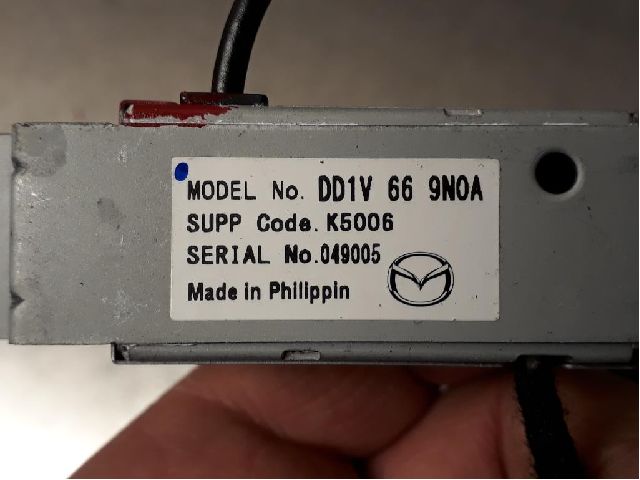 MODEL No. DD1V 66 9N0A
SUPP Code. K5006
SERIAL No.049005
Made in Philippin